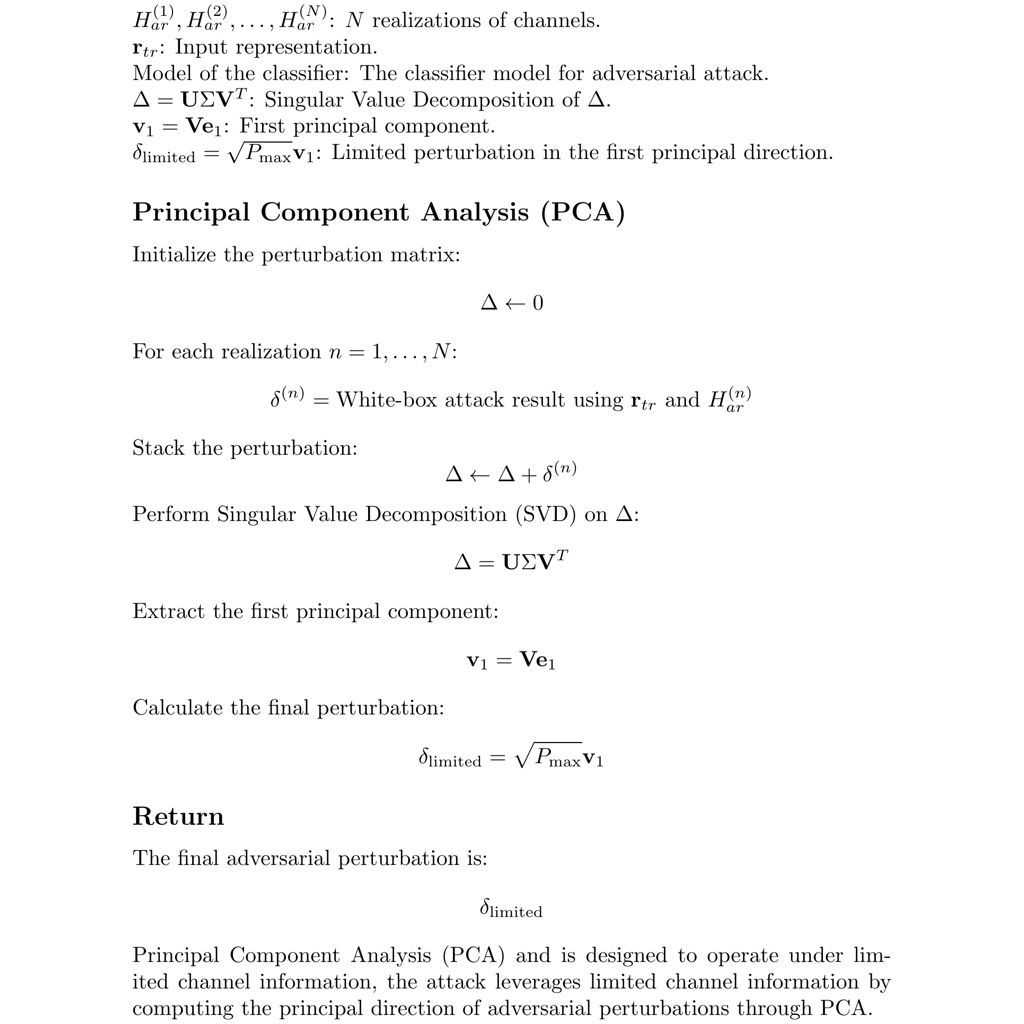 $H_{ar}^{(1)}, H_{ar}^{(2)}, \ldots, H_{ar}^{(N)}$: $N$ realizations of channels.
$\mathbf{r}_{tr}$: Input representation.
Model of the classifier: The classifier model for adversarial attack.
$\Delta = \mathbf{U}\Sigma\mathbf{V}^T$: Singular Value Decomposition of $\Delta$.
$\mathbf{v}_1 = \mathbf{V}\mathbf{e}_1$: First principal component.
$\delta_{\text{limited}} = \sqrt{P_{\max}}\mathbf{v}_1$: Limited perturbation in the first principal direction.
Principal Component Analysis (PCA)
Initialize the perturbation matrix:
$\Delta \leftarrow 0$
For each realization $n = 1, \ldots, N$:
$\delta^{(n)} = $ White-box attack result using $\mathbf{r}_{tr}$ and $H_{ar}^{(n)}$
Stack the perturbation:
$\Delta \leftarrow \Delta + \delta^{(n)}$
Perform Singular Value Decomposition (SVD) on $\Delta$:
$\Delta = \mathbf{U}\Sigma\mathbf{V}^T$
Extract the first principal component:
$\mathbf{v}_1 = \mathbf{V}\mathbf{e}_1$
Calculate the final perturbation:
$\delta_{\text{limited}} = \sqrt{P_{\max}}\mathbf{v}_1$
Return
The final adversarial perturbation is:
$\delta_{\text{limited}}$
Principal Component Analysis (PCA) and is designed to operate under lim-
ited channel information, the attack leverages limited channel information by
computing the principal direction of adversarial perturbations through PCA.